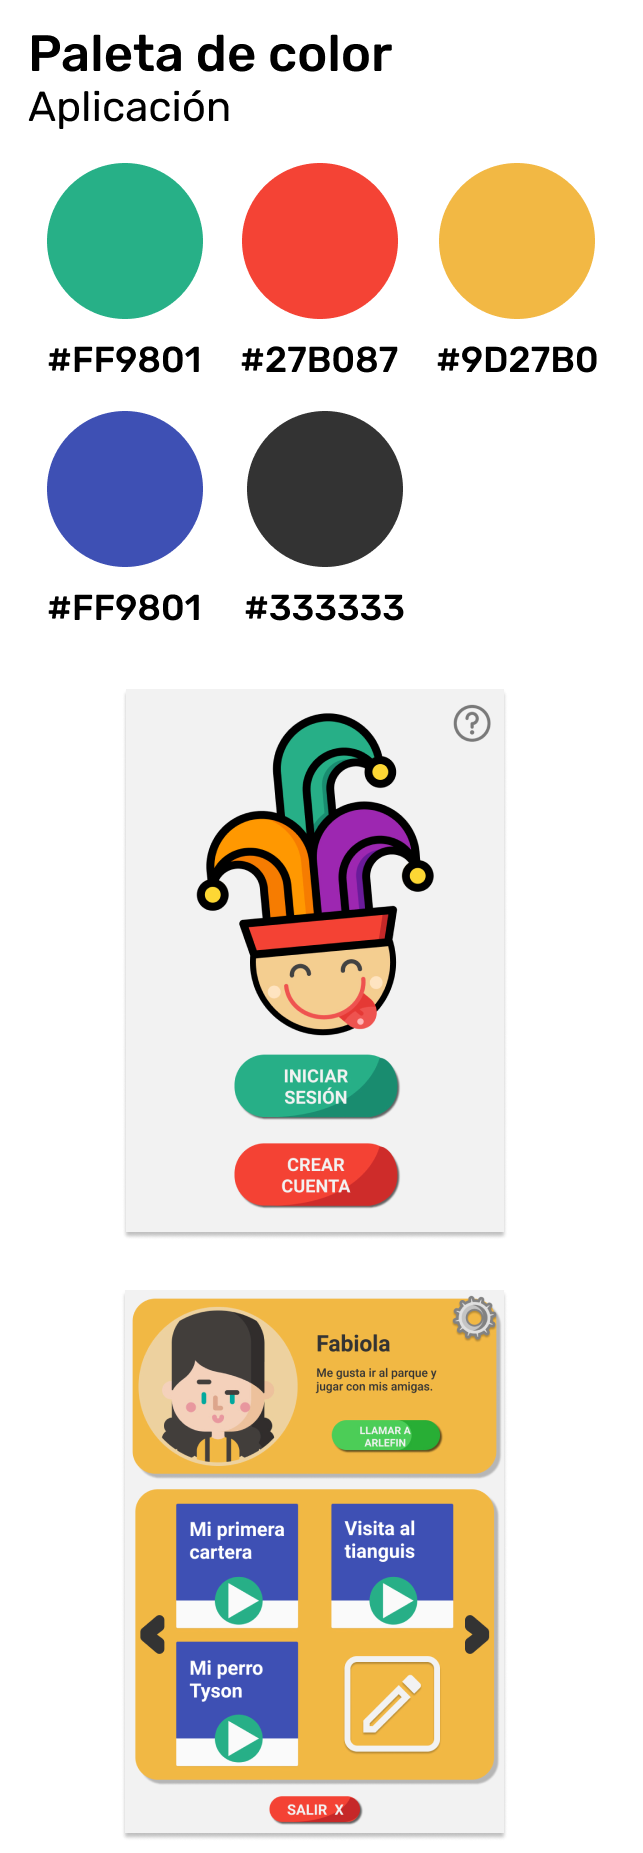 Paleta de color
Aplicación
#FF9801 #27B087 #9D27B0
#FF9801 #333333
?
INICIAR
SESIÓN
CREAR
CUENTA
Fabiola
Me gusta ir al parque y
jugar con mis amigas.
LLAMAR A
ARLEFIN
Mi primera
cartera
Visita al
tianguis
Mi perro
Tyson
SALIR X